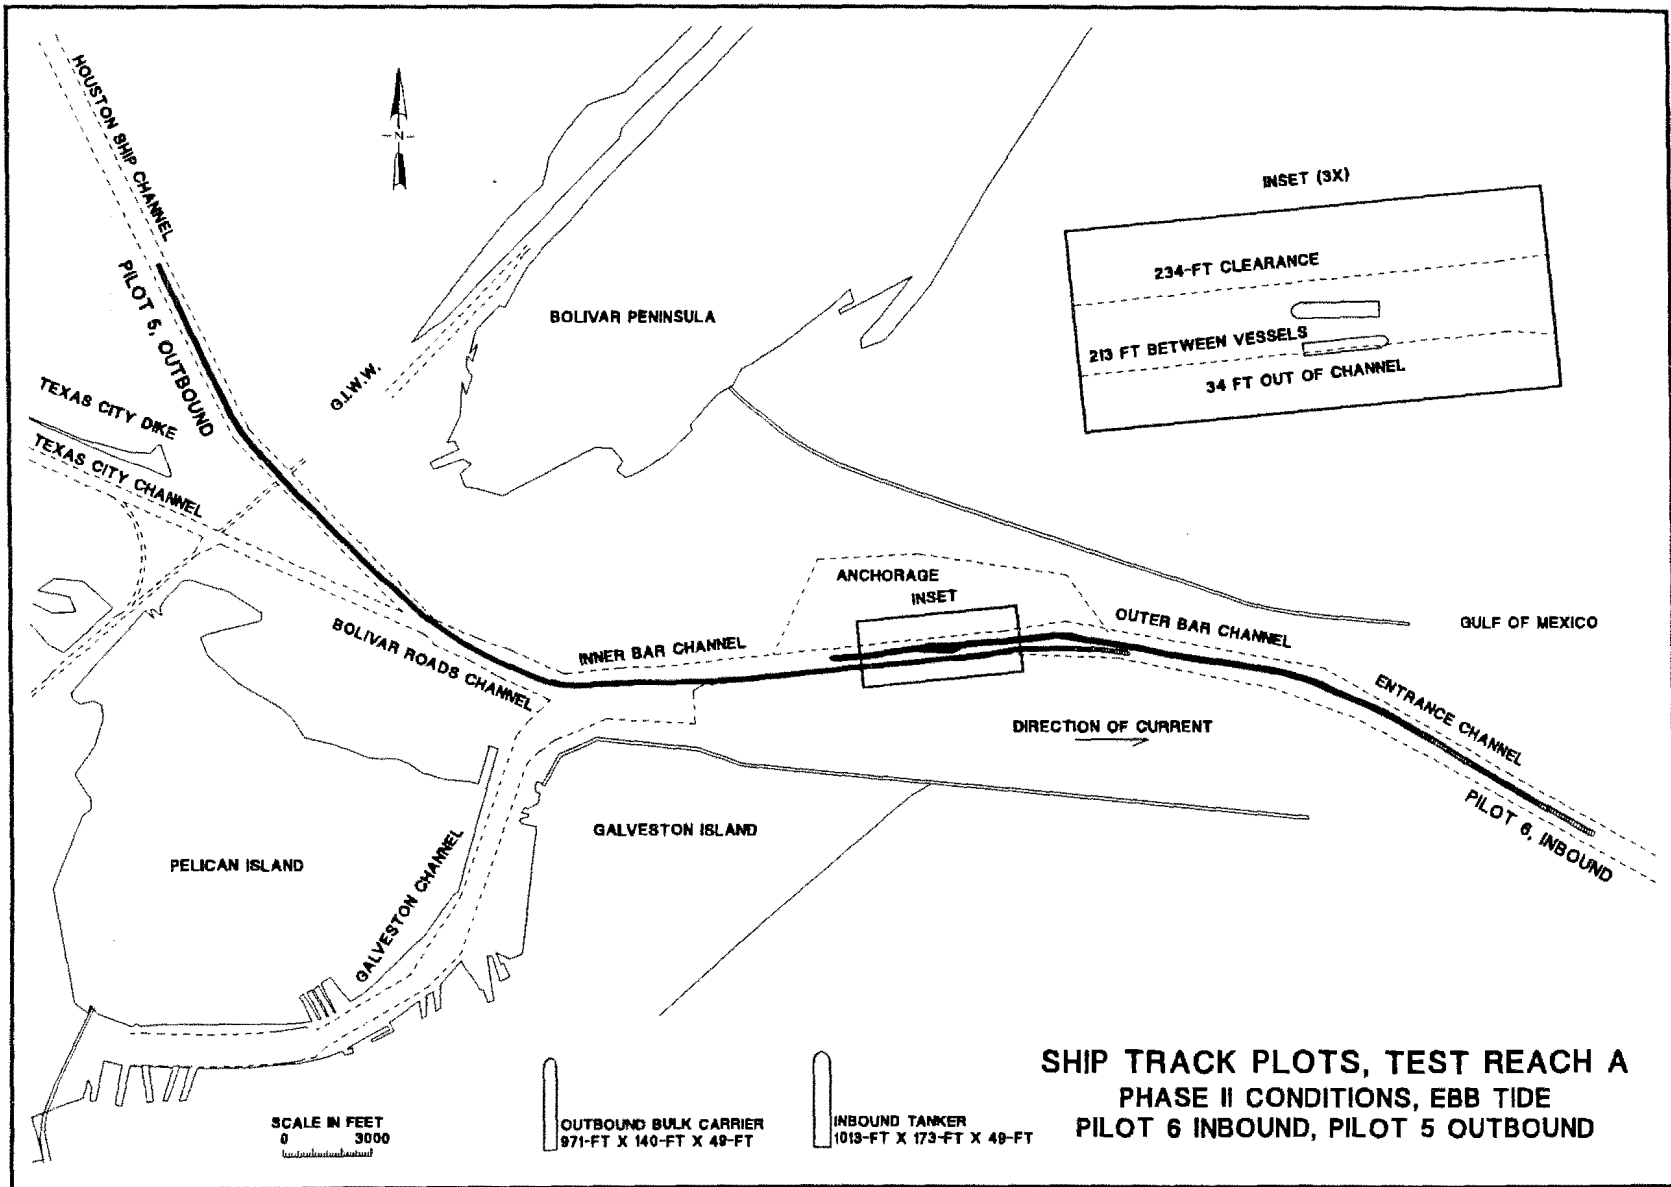 HOUSTON SHIP CHANNEL
N
INSET (3X)
234-FT CLEARANCE
213 FT BETWEEN VESSELS
34 FT OUT OF CHANNEL
PILOT 5, OUTBOUND
BOLIVAR PENINSULA
G.I.W.W.
TEXAS CITY DIKE
TEXAS CITY CHANNEL
ANCHORAGE
INSET
OUTER BAR CHANNEL
GULF OF MEXICO
BOLIVAR ROADS CHANNEL
INNER BAR CHANNEL
ENTRANCE CHANNEL
DIRECTION OF CURRENT
PILOT 6, INBOUND
GALVESTON ISLAND
PELICAN ISLAND
GALVESTON CHANNEL
SCALE IN FEET
0 3000
OUTBOUND BULK CARRIER
971-FT X 140-FT X 49-FT
INBOUND TANKER
1013-FT X 173-FT X 49-FT
SHIP TRACK PLOTS, TEST REACH A
PHASE II CONDITIONS, EBB TIDE
PILOT 6 INBOUND, PILOT 5 OUTBOUND